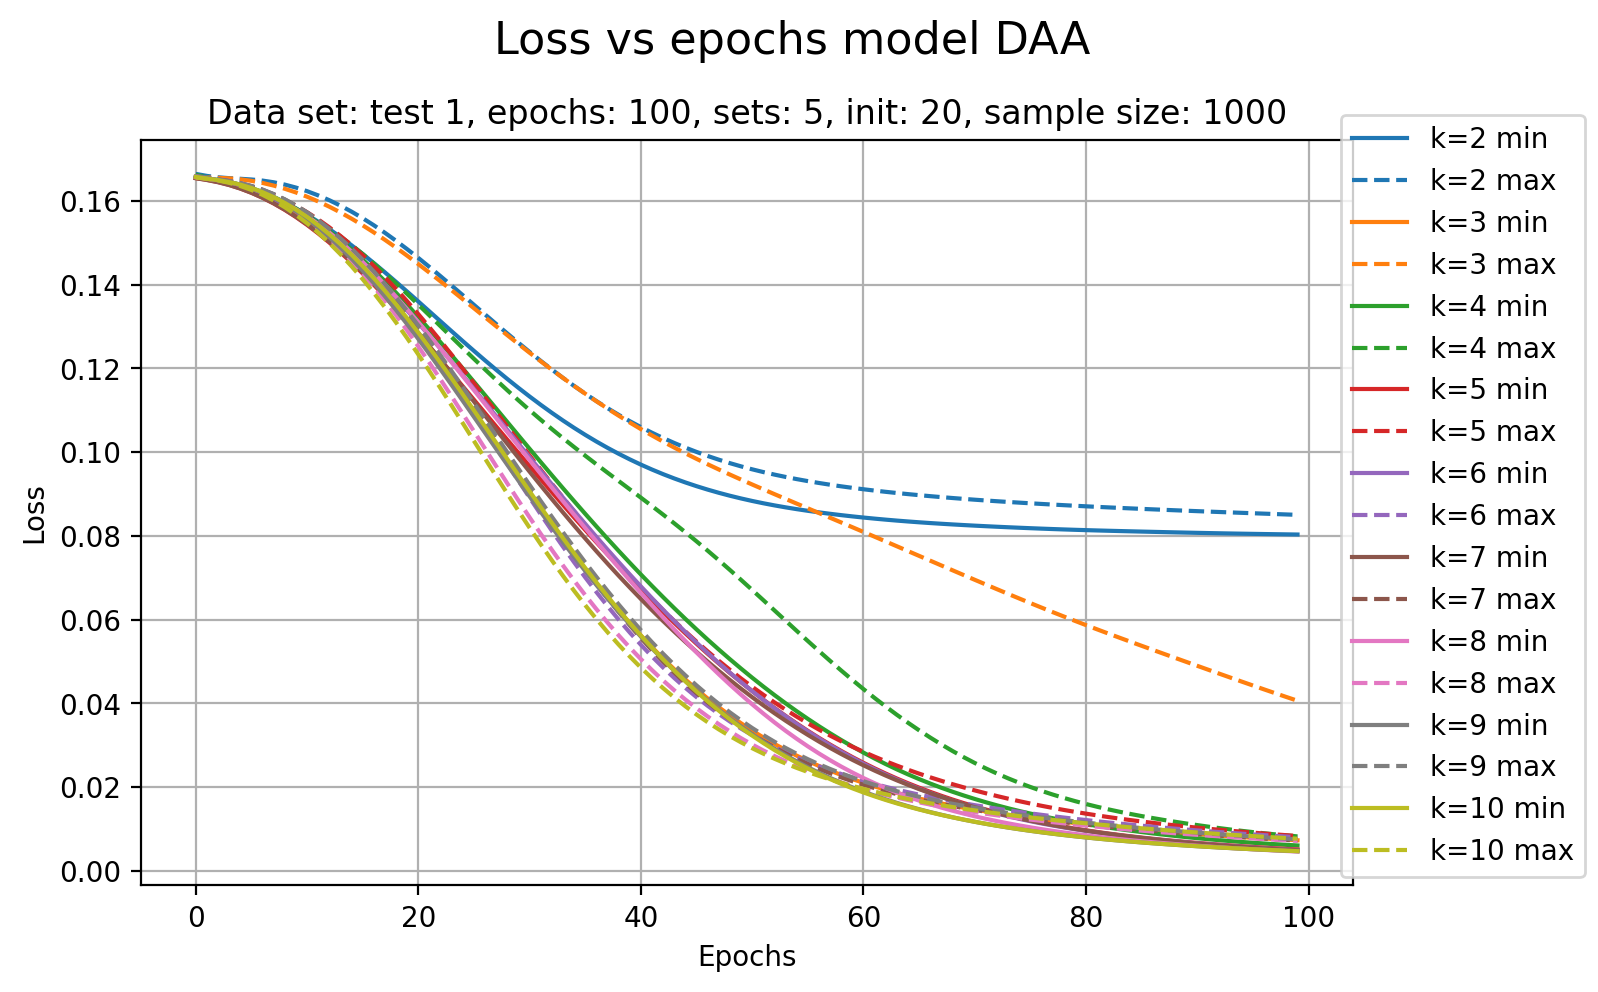 Loss vs epochs model DAA
Data set: test 1, epochs: 100, sets: 5, init: 20, sample size: 1000
Loss
0.16
0.14
0.12
0.10
0.08
0.06
0.04
0.02
0.00
0 20 40 60 80 100
Epochs
k=2 min
k=2 max
k=3 min
k=3 max
k=4 min
k=4 max
k=5 min
k=5 max
k=6 min
k=6 max
k=7 min
k=7 max
k=8 min
k=8 max
k=9 min
k=9 max
k=10 min
k=10 max